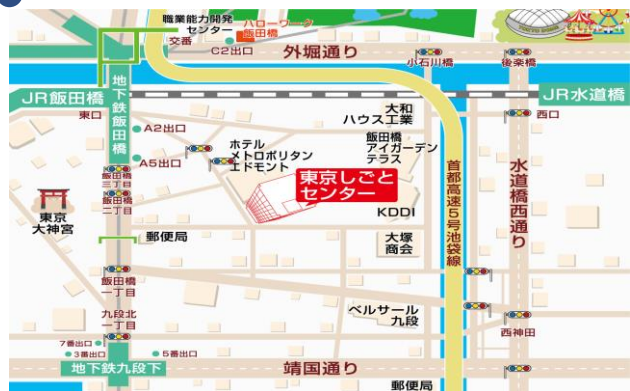 職業能力開発
センター
ハローワーク
飯田橋
交番
C2出口
外堀通り
小石川橋
後楽橋
JR飯田橋
地下鉄飯田橋
JR水道橋
東口
西口
A2出口
A5出口
大和
ハウス工業
飯田橋
アイガーデン
テラス
ホテル
メトロポリタン
エドモント
飯田橋
三丁目
飯田橋
二丁目
東京しごと
センター
首都高速5号池袋線
水道橋西通り
東京
大神宮
KDDI
郵便局
大塚
商会
飯田橋
一丁目
九段北
一丁目
ベルサール
九段
西神田
7番出口
3番出口
5番出口
地下鉄九段下
靖国通り
郵便局